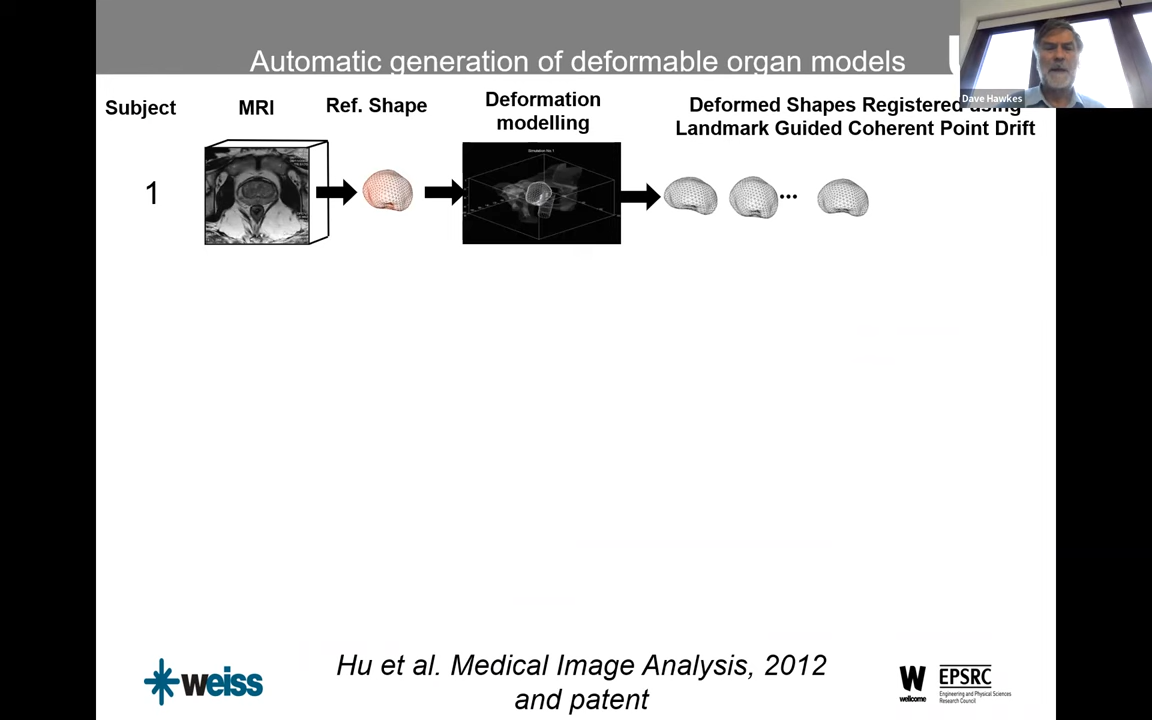 Automatic generation of deformable organ models
Dave Hawkes
Subject
MRI
Ref. Shape
Deformation
modelling
Deformed Shapes Registered using
Landmark Guided Coherent Point Drift
1
...
Hu et al. Medical Image Analysis, 2012
and patent
weiss
W
wellcome
EPSRC
Engineering and Physical Sciences
Research Council